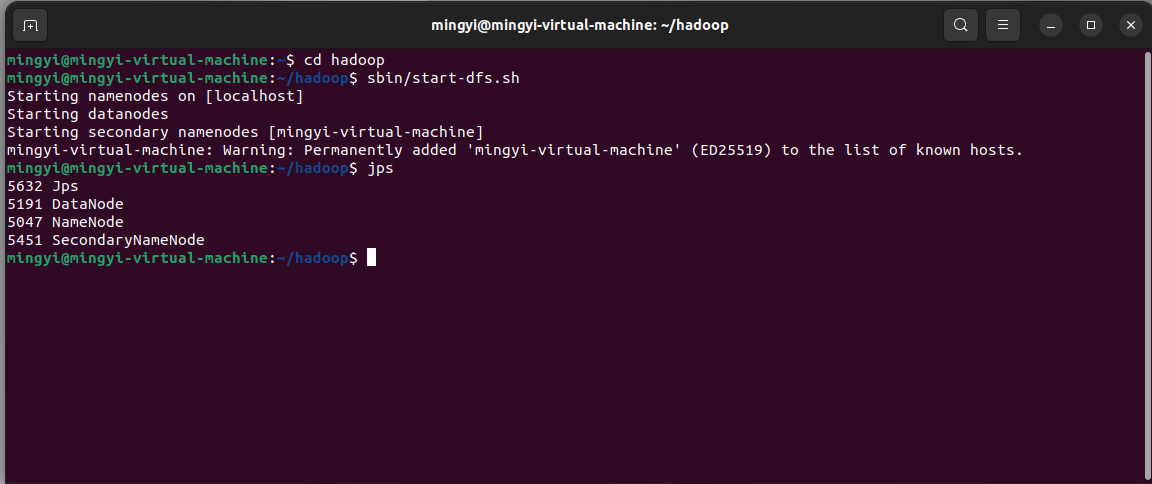 mingyi@mingyi-virtual-machine: ~/hadoop
mingyi@mingyi-virtual-machine:~$ cd hadoop
mingyi@mingyi-virtual-machine:~/hadoop$ sbin/start-dfs.sh
Starting namenodes on [localhost]
Starting datanodes
Starting secondary namenodes [mingyi-virtual-machine]
mingyi-virtual-machine: Warning: Permanently added 'mingyi-virtual-machine' (ED25519) to the list of known hosts.
mingyi@mingyi-virtual-machine:~/hadoop$ jps
5632 Jps
5191 DataNode
5047 NameNode
5451 SecondaryNameNode
mingyi@mingyi-virtual-machine:~/hadoop$